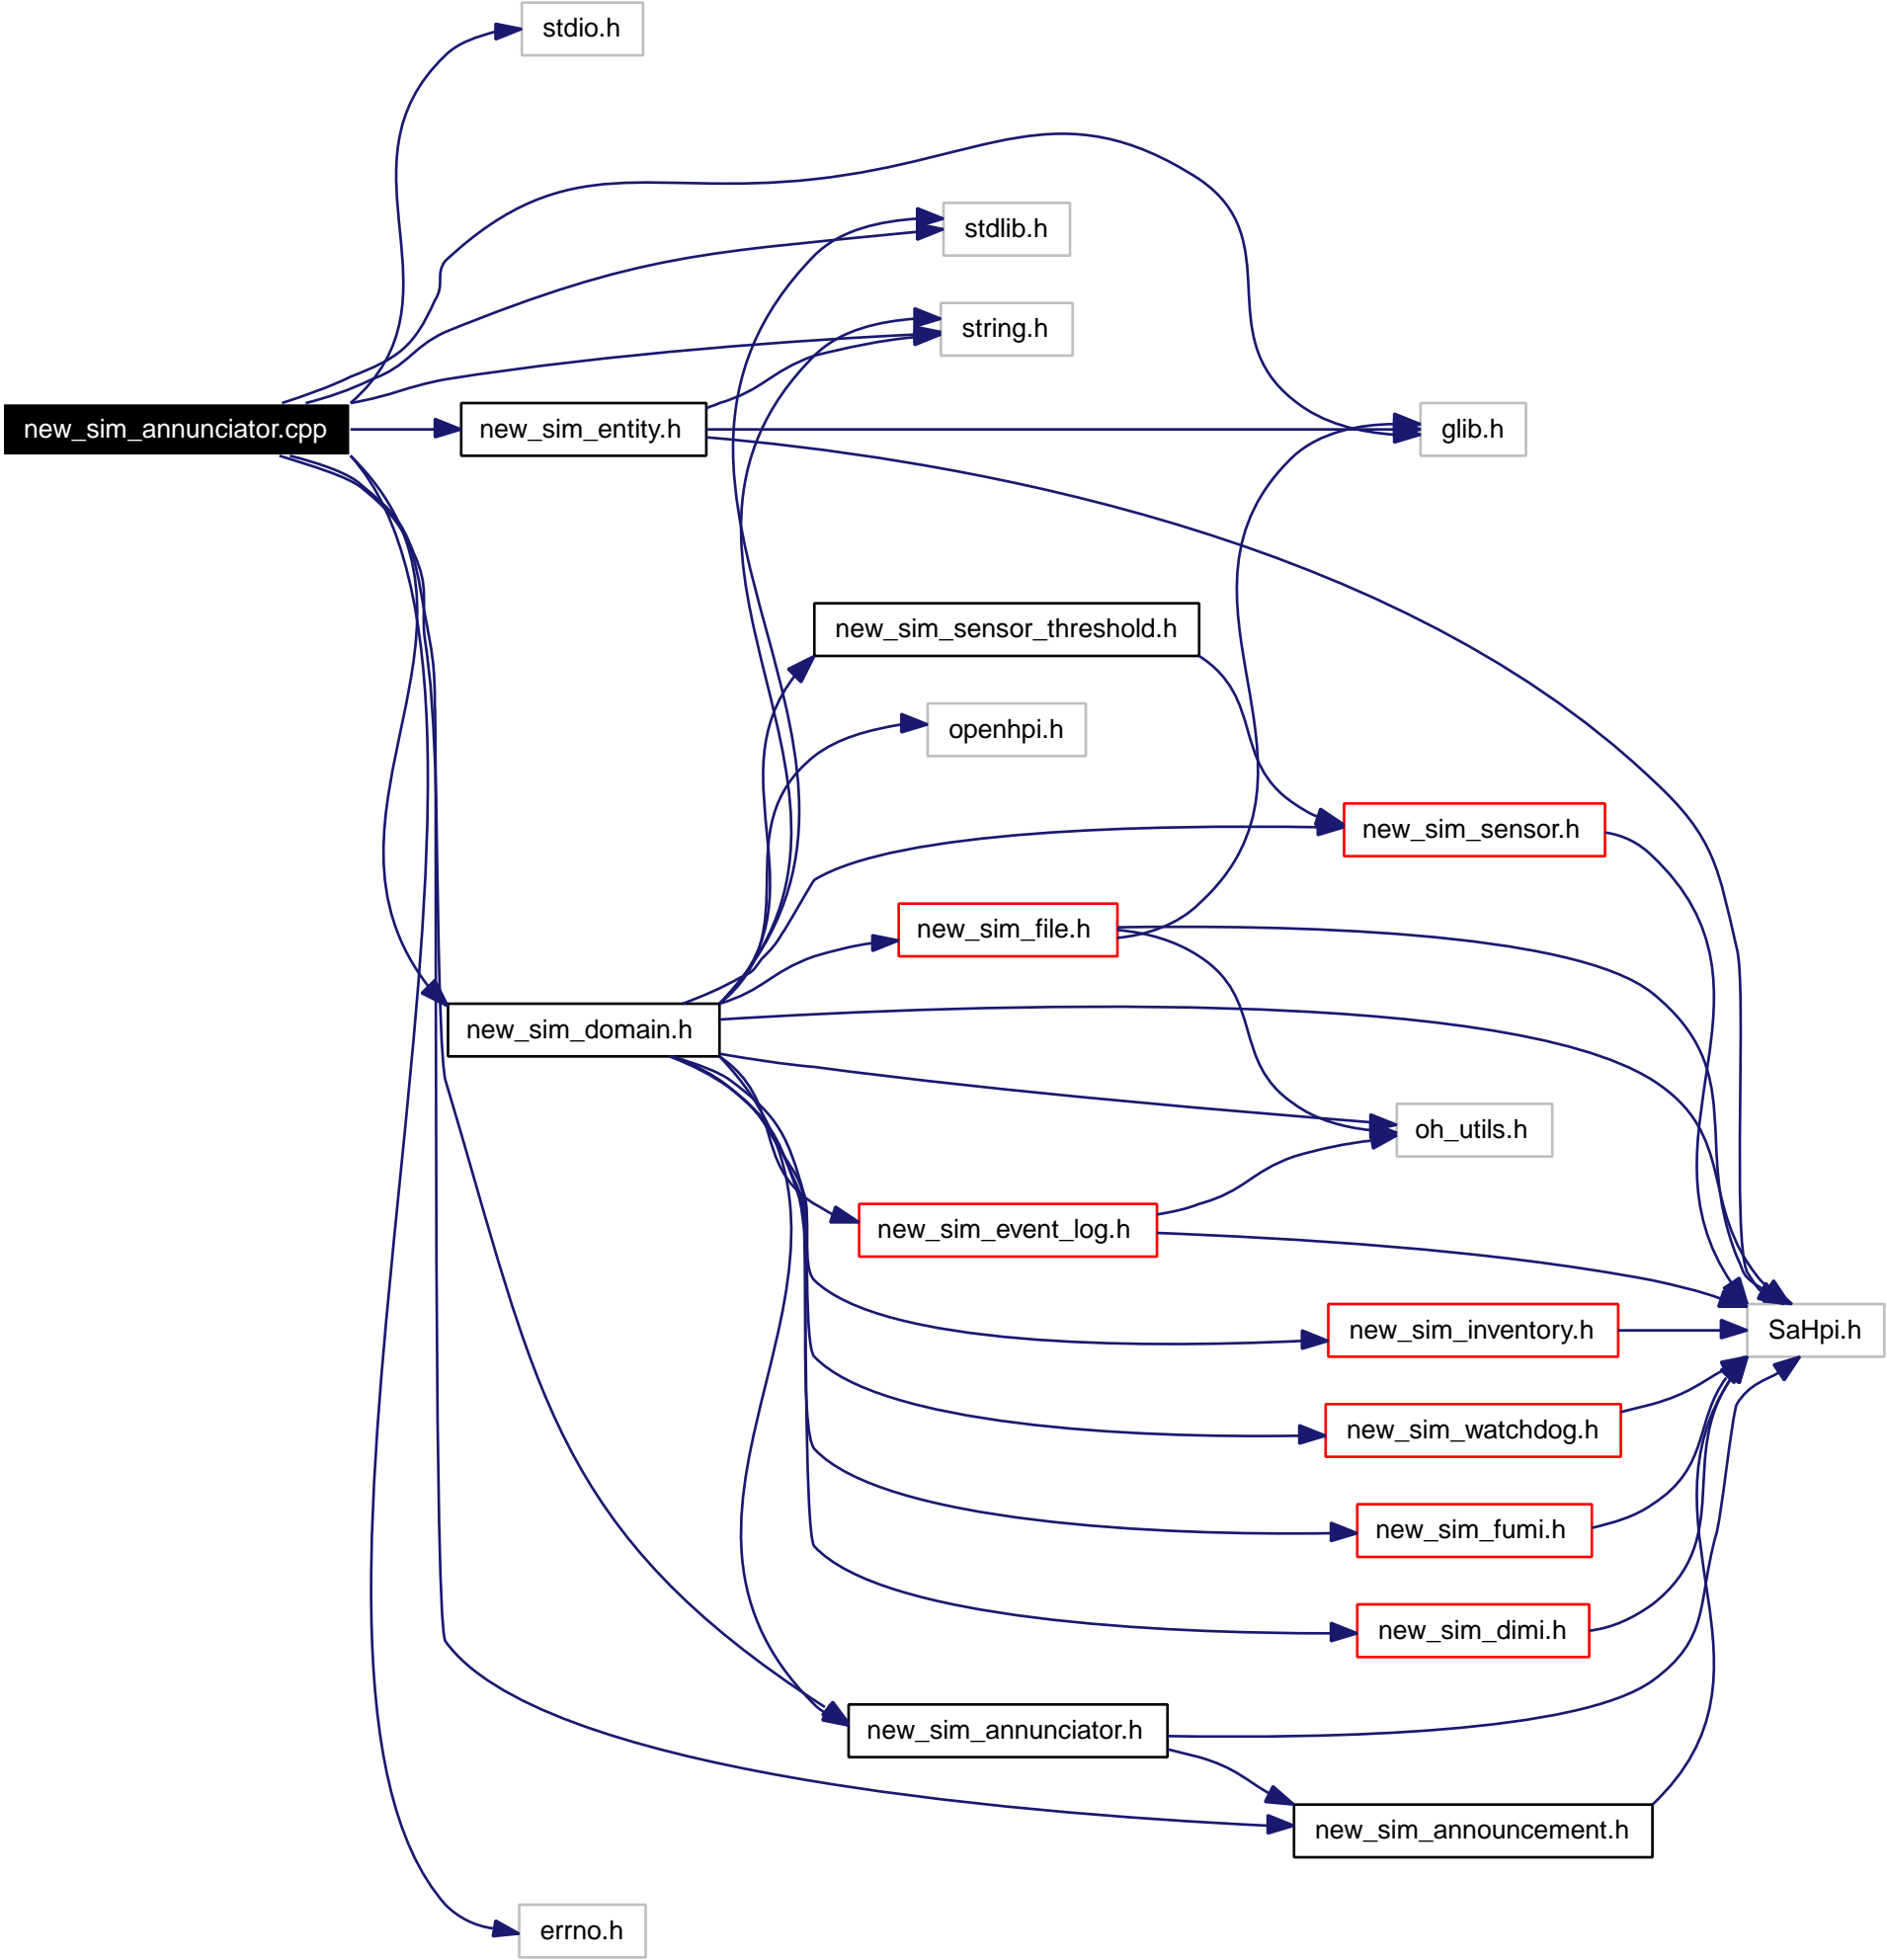 stdio.h
stdlib.h
string.h
new_sim_annunciator.cpp
new_sim_entity.h
glib.h
new_sim_sensor_threshold.h
openhpi.h
new_sim_sensor.h
new_sim_file.h
new_sim_domain.h
oh_utils.h
new_sim_event_log.h
new_sim_inventory.h
SaHpi.h
new_sim_watchdog.h
new_sim_fumi.h
new_sim_dimi.h
new_sim_annunciator.h
new_sim_announcement.h
errno.h